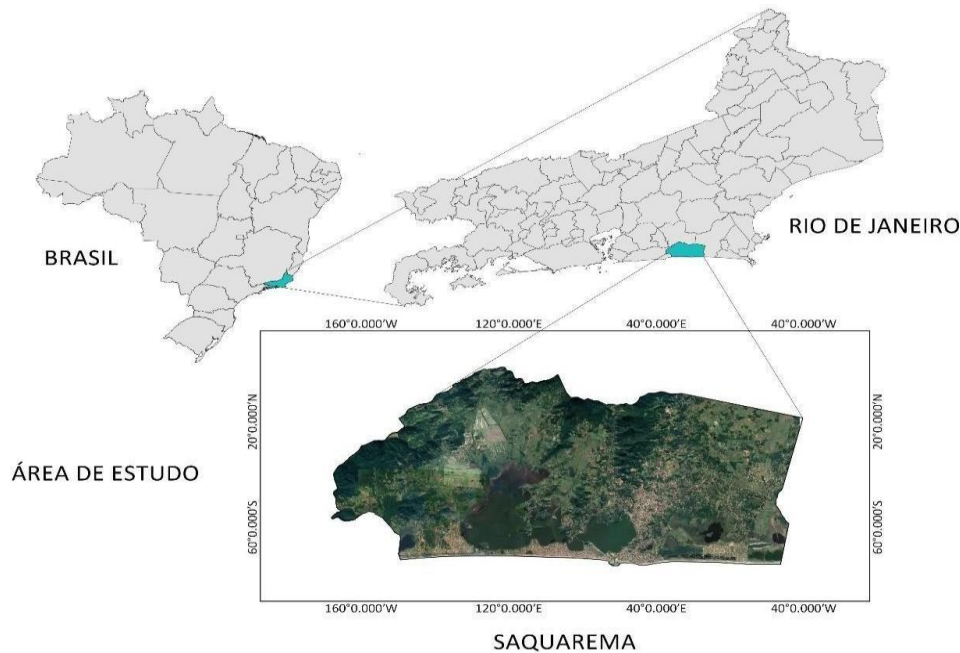 BRASIL
RIO DE JANEIRO
160°0.000'W 120°0.000'W 40°0.000'E 40°0.000'W
20°0.000'N
20°0.000'N
ÁREA DE ESTUDO
60°0.000'S
60°0.000'S
160°0.000'W 120°0.000'W 40°0.000'E 40°0.000'W
SAQUAREMA